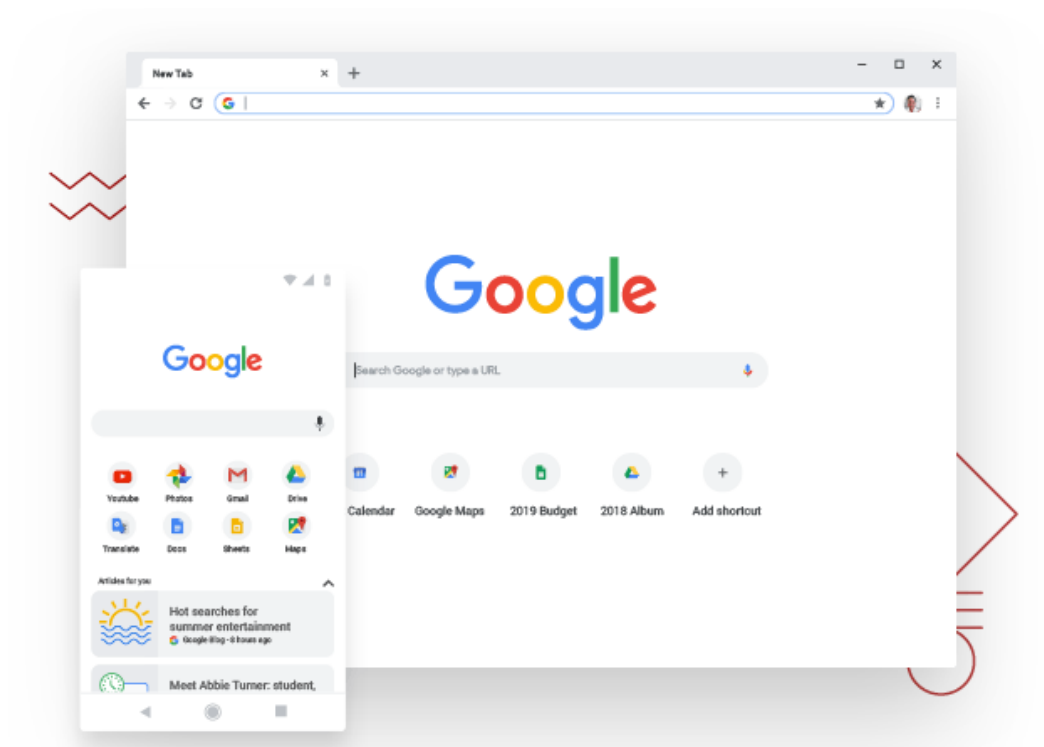 New Tab
Google
Search Google or type a URL
Calendar
Google Maps
2019 Budget
2018 Album
Add shortcut
Google
Youtube
Photos
Gmail
Drive
Translate
Docs
Sheets
Maps
Articles for you
Hot searches for
summer entertainment
Google Blog - 8 hours ago
Meet Abbie Turner: student,